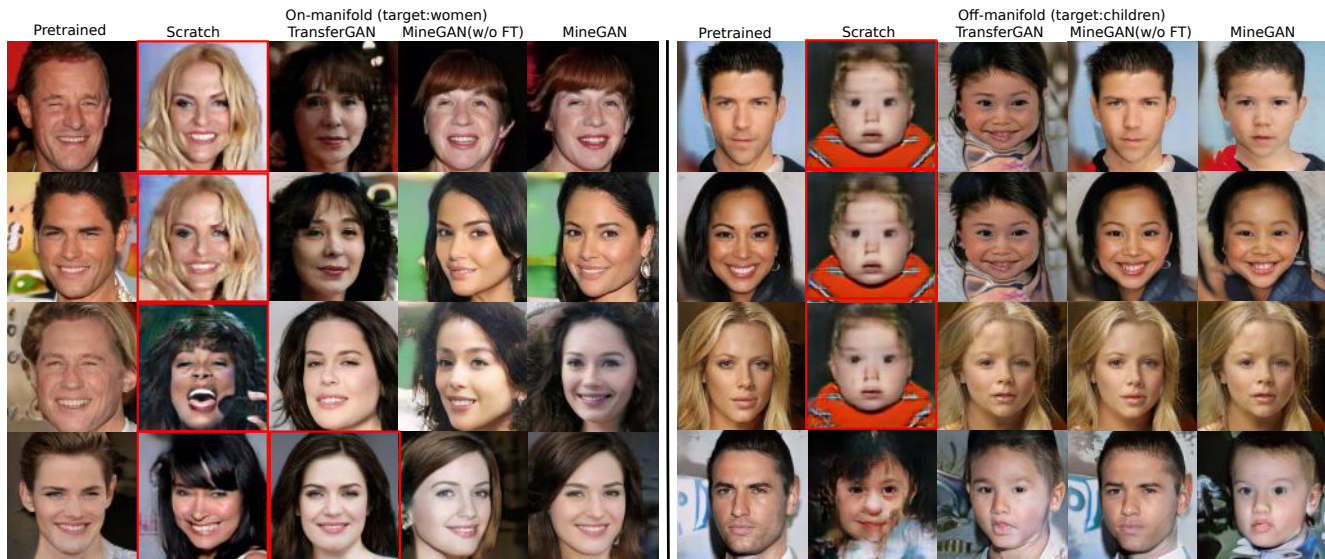 On-manifold (target:women)
Pretrained Scratch TransferGAN MineGAN(w/o FT) MineGAN
Off-manifold (target:children)
Pretrained Scratch TransferGAN MineGAN(w/o FT) MineGAN